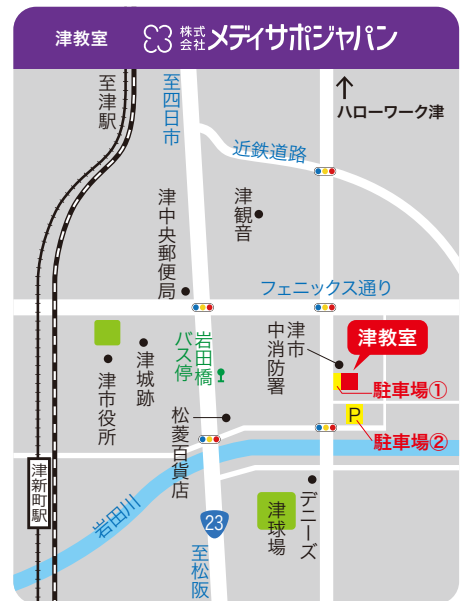 津教室
株式会社 メディサポジャパン
至津駅
至四日市
↑
ハローワーク津
近鉄道路
津観音
津中央郵便局
フェニックス通り
津市
中消防署
津教室
岩田橋
バス停
津城跡
津市役所
駐車場①
P
松菱百貨店
駐車場②
津新町駅
岩田川
23
津球場
デニーズ
至松阪